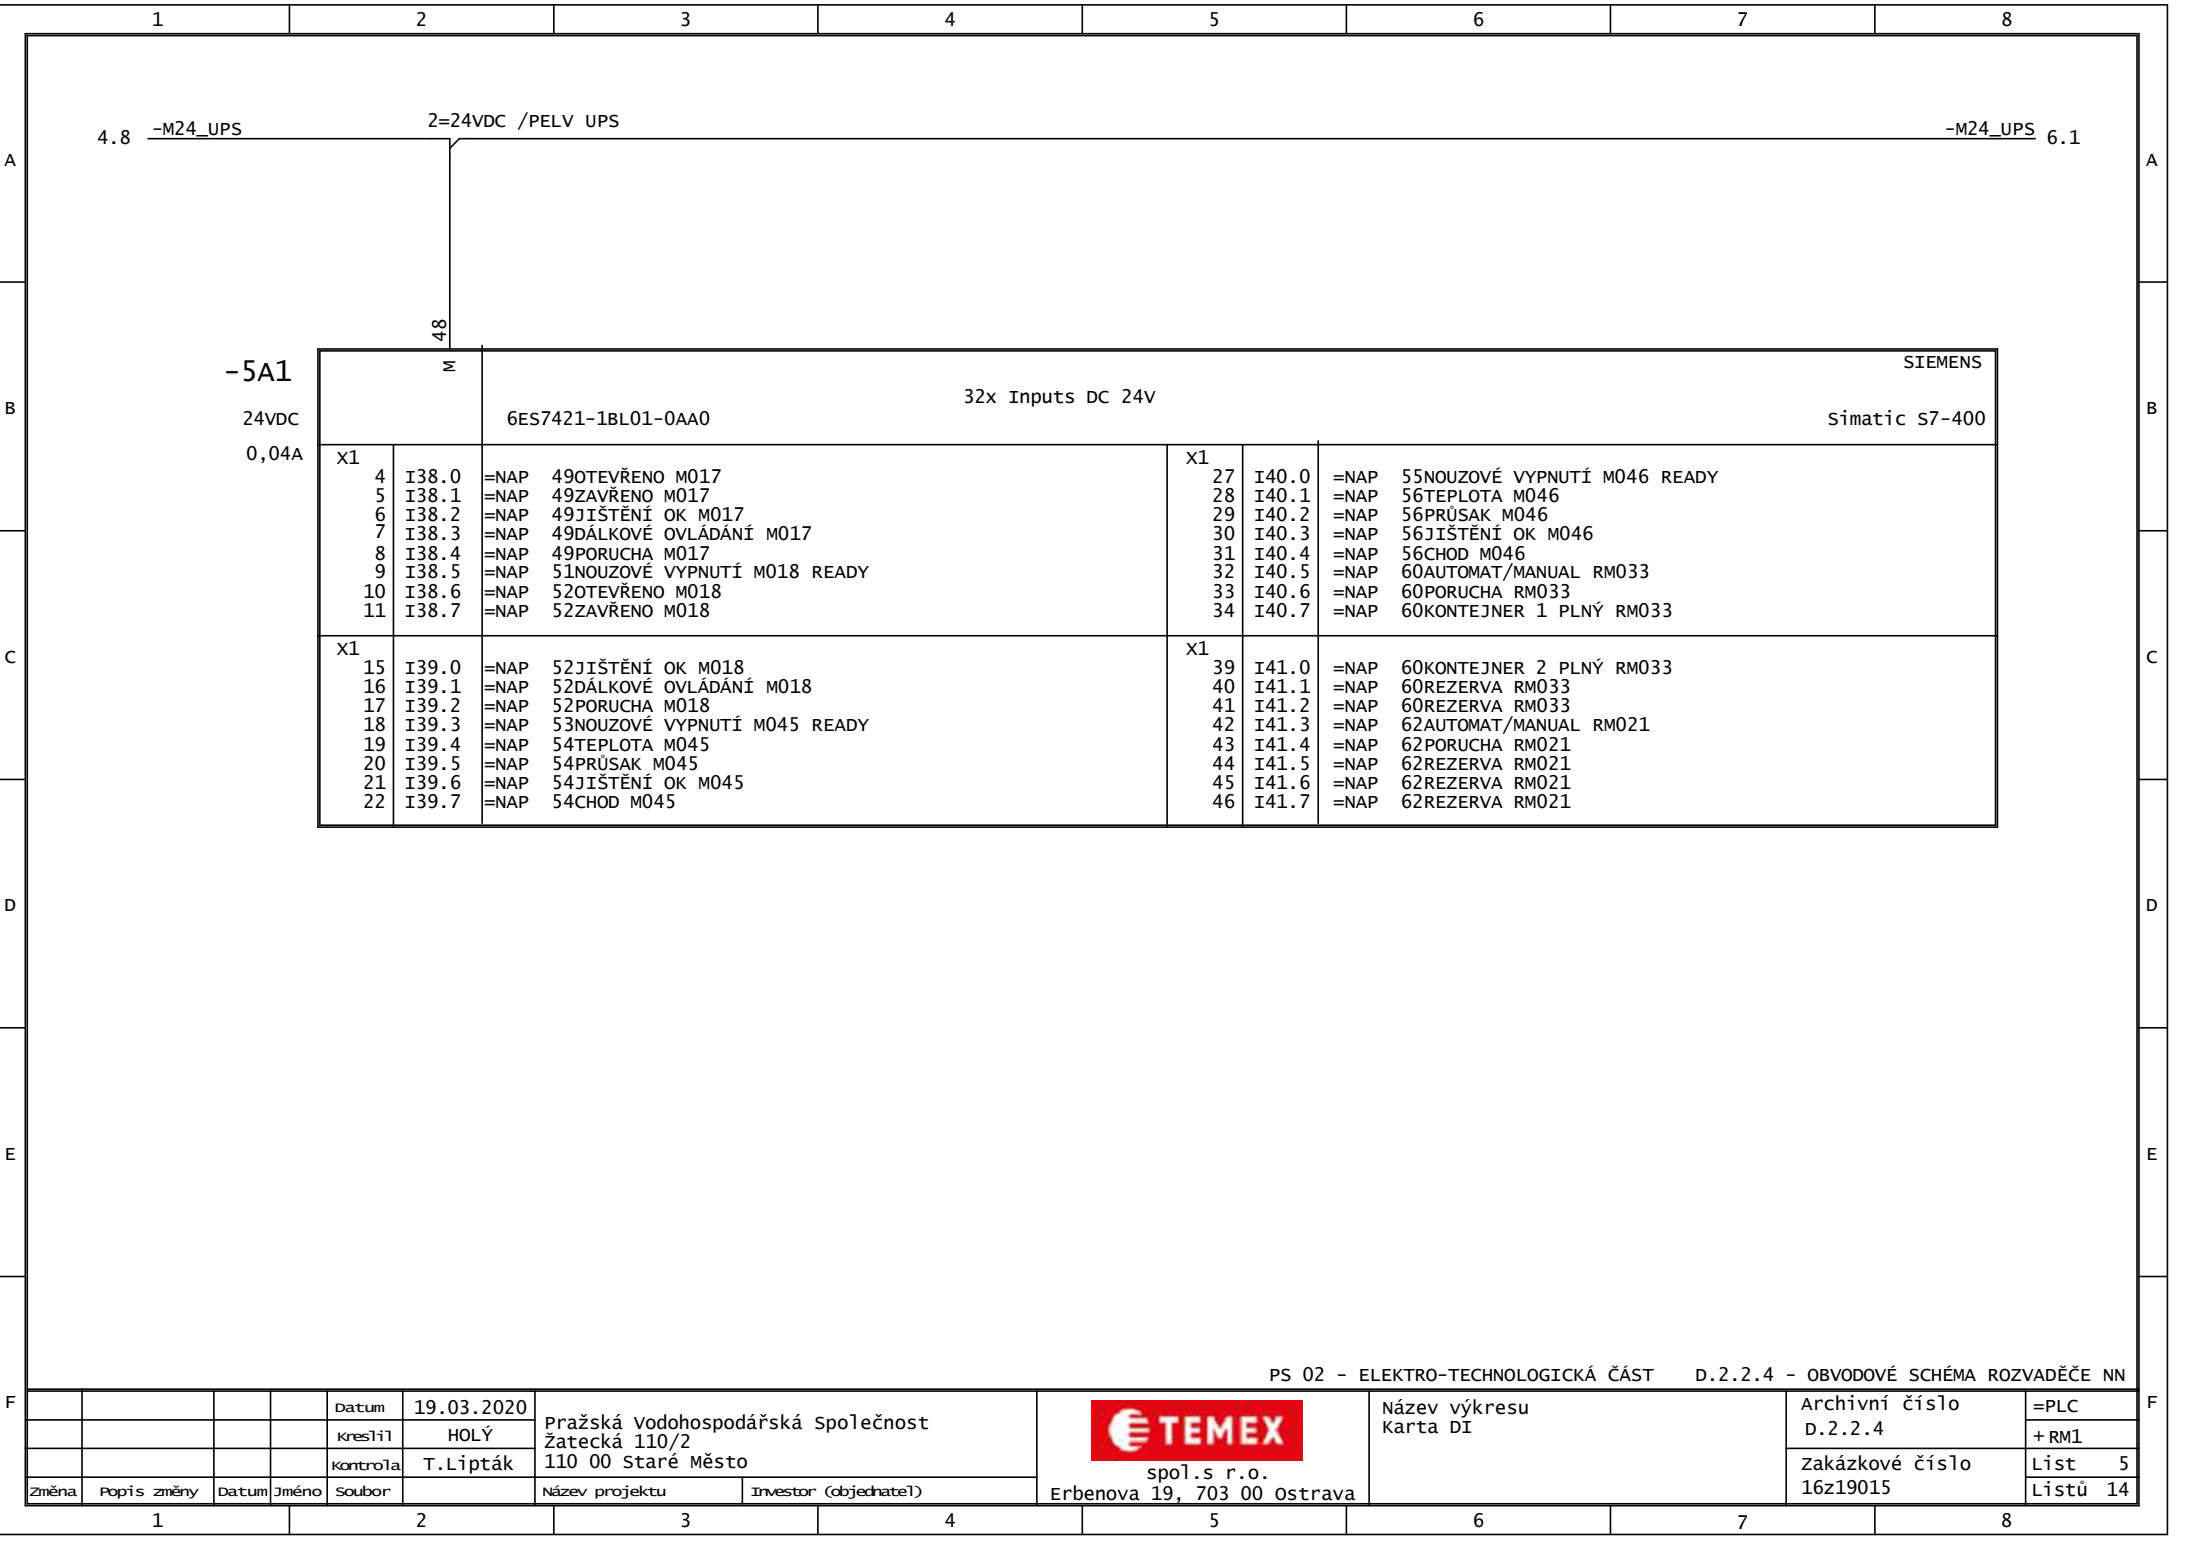 1 2 3 4 5 6 7 8
4.8 -M24_UPS 2=24VDC /PELV UPS -M24_UPS 6.1
A A
48
-5A1 M SIEMENS
32x Inputs DC 24V
B 24VDC 6ES7421-1BL01-0AA0 Simatic S7-400 B
0,04A
X1
4 I38.0 =NAP 49OTEVŘENO M017
5 I38.1 =NAP 49ZAVŘENO M017
6 I38.2 =NAP 49JIŠTĚNÍ OK M017
7 I38.3 =NAP 49DÁLKOVÉ OVLÁDÁNÍ M017
8 I38.4 =NAP 49PORUCHA M017
9 I38.5 =NAP 51NOUZOVÉ VYPNUTÍ M018 READY
10 I38.6 =NAP 52OTEVŘENO M018
11 I38.7 =NAP 52ZAVŘENO M018
X1
27 I40.0 =NAP 55NOUZOVÉ VYPNUTÍ M046 READY
28 I40.1 =NAP 56TEPLOTA M046
29 I40.2 =NAP 56PRŮSAK M046
30 I40.3 =NAP 56JIŠTĚNÍ OK M046
31 I40.4 =NAP 56CHOD M046
32 I40.5 =NAP 60AUTOMAT/MANUAL RM033
33 I40.6 =NAP 60PORUCHA RM033
34 I40.7 =NAP 60KONTEJNER 1 PLNÝ RM033
C C
X1
15 I39.0 =NAP 52JIŠTĚNÍ OK M018
16 I39.1 =NAP 52DÁLKOVÉ OVLÁDÁNÍ M018
17 I39.2 =NAP 52PORUCHA M018
18 I39.3 =NAP 53NOUZOVÉ VYPNUTÍ M045 READY
19 I39.4 =NAP 54TEPLOTA M045
20 I39.5 =NAP 54PRŮSAK M045
21 I39.6 =NAP 54JIŠTĚNÍ OK M045
22 I39.7 =NAP 54CHOD M045
X1
39 I41.0 =NAP 60KONTEJNER 2 PLNÝ RM033
40 I41.1 =NAP 60REZERVA RM033
41 I41.2 =NAP 60REZERVA RM033
42 I41.3 =NAP 62AUTOMAT/MANUAL RM021
43 I41.4 =NAP 62PORUCHA RM021
44 I41.5 =NAP 62REZERVA RM021
45 I41.6 =NAP 62REZERVA RM021
46 I41.7 =NAP 62REZERVA RM021
D D
E E
PS 02 - ELEKTRO-TECHNOLOGICKÁ ČÁST D.2.2.4 - OBVODOVÉ SCHÉMA ROZVADĚČE NN
F F
Datum 19.03.2020
Kreslil HOLÝ
Kontrola T.Lipták
Změna Popis změny Datum Jméno Soubor
Pražská Vodohospodářská Společnost
Žatecká 110/2
110 00 Staré Město
Název projektu Investor (objednatel)
TEMEX
spol.s r.o.
Erbenova 19, 703 00 Ostrava
Název výkresu
Karta DI
Archivní číslo
D.2.2.4
Zakázkové číslo
16z19015
=PLC
+ RM1
List 5
Listů 14
1 2 3 4 5 6 7 8